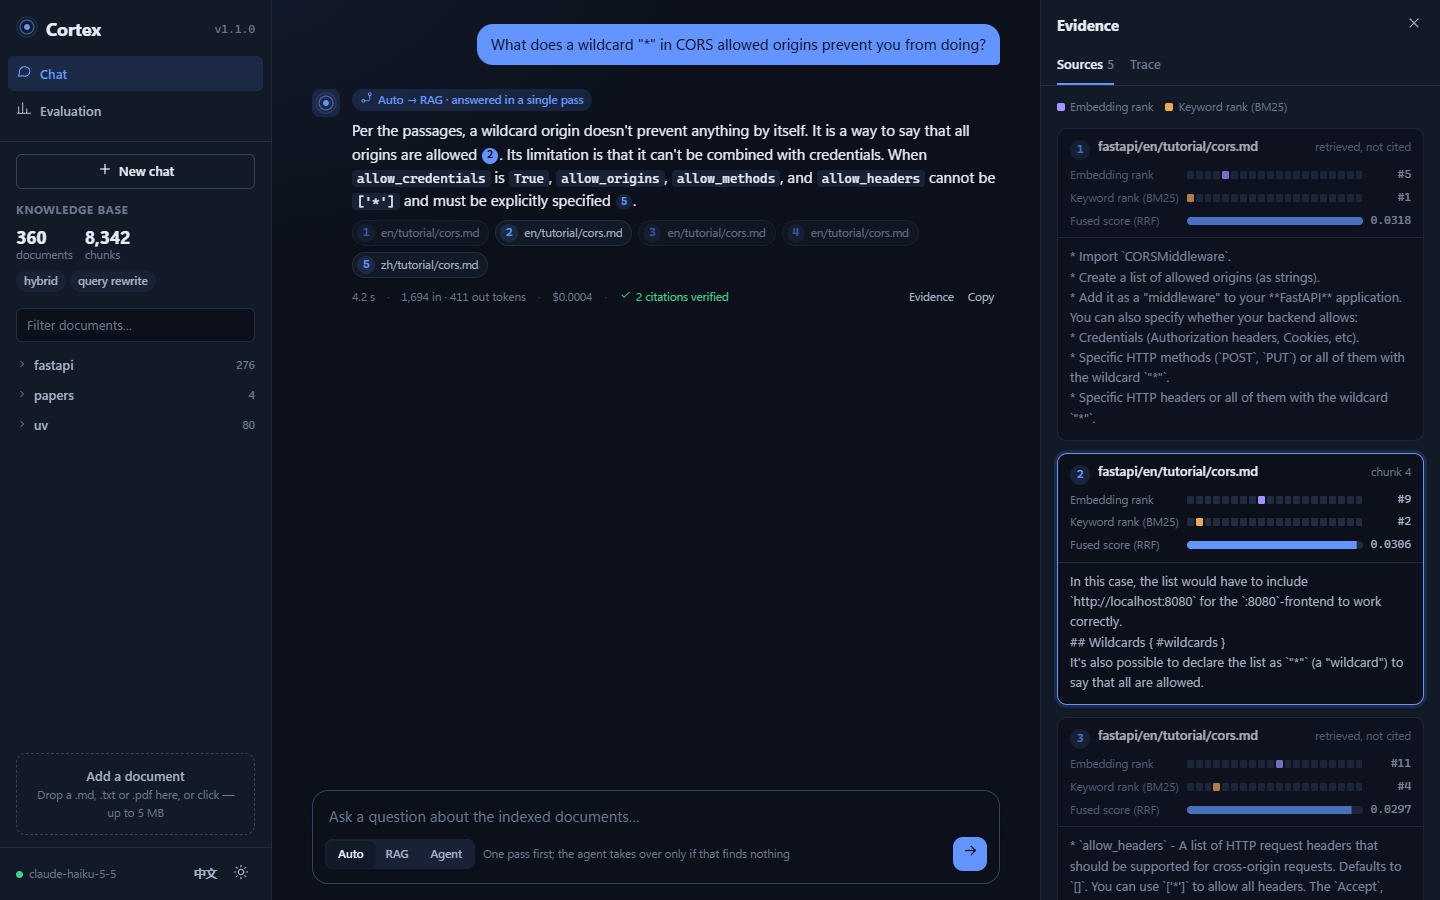 Cortex
v1.1.0
Chat
Evaluation
+ New chat
KNOWLEDGE BASE
360
documents
8,342
chunks
hybrid
query rewrite
Filter documents...
fastapi
276
papers
4
uv
80
Add a document
Drop a .md, .txt or .pdf here, or click —
up to 5 MB
claude-haiku-5-5
中文
What does a wildcard "*" in CORS allowed origins prevent you from doing?
Auto → RAG · answered in a single pass
Per the passages, a wildcard origin doesn't prevent anything by itself. It is a way to say that all
origins are allowed 2. Its limitation is that it can't be combined with credentials. When
allow_credentials is True, allow_origins, allow_methods, and allow_headers cannot be
['*'] and must be explicitly specified 5.
1 en/tutorial/cors.md
2 en/tutorial/cors.md
3 en/tutorial/cors.md
4 en/tutorial/cors.md
5 zh/tutorial/cors.md
4.2 s · 1,694 in · 411 out tokens · $0.0004 · ✓ 2 citations verified
Evidence
Copy
Ask a question about the indexed documents...
Auto
RAG
Agent
One pass first; the agent takes over only if that finds nothing
Evidence
Sources 5
Trace
Embedding rank
Keyword rank (BM25)
1 fastapi/en/tutorial/cors.md retrieved, not cited
Embedding rank #5
Keyword rank (BM25) #1
Fused score (RRF) 0.0318
* Import `CORSMiddleware`.
* Create a list of allowed origins (as strings).
* Add it as a "middleware" to your **FastAPI** application.
You can also specify whether your backend allows:
* Credentials (Authorization headers, Cookies, etc).
* Specific HTTP methods (`POST`, `PUT`) or all of them with
the wildcard `"*"`.
* Specific HTTP headers or all of them with the wildcard
`"*"`.
2 fastapi/en/tutorial/cors.md chunk 4
Embedding rank #9
Keyword rank (BM25) #2
Fused score (RRF) 0.0306
In this case, the list would have to include
`http://localhost:8080` for the `:8080`-frontend to work
correctly.
## Wildcards { #wildcards }
It's also possible to declare the list as `"*"` (a "wildcard") to
say that all are allowed.
3 fastapi/en/tutorial/cors.md retrieved, not cited
Embedding rank #11
Keyword rank (BM25) #4
Fused score (RRF) 0.0297
* `allow_headers` - A list of HTTP request headers that
should be supported for cross-origin requests. Defaults to
`[]`. You can use `['*']` to allow all headers. The `Accept`,